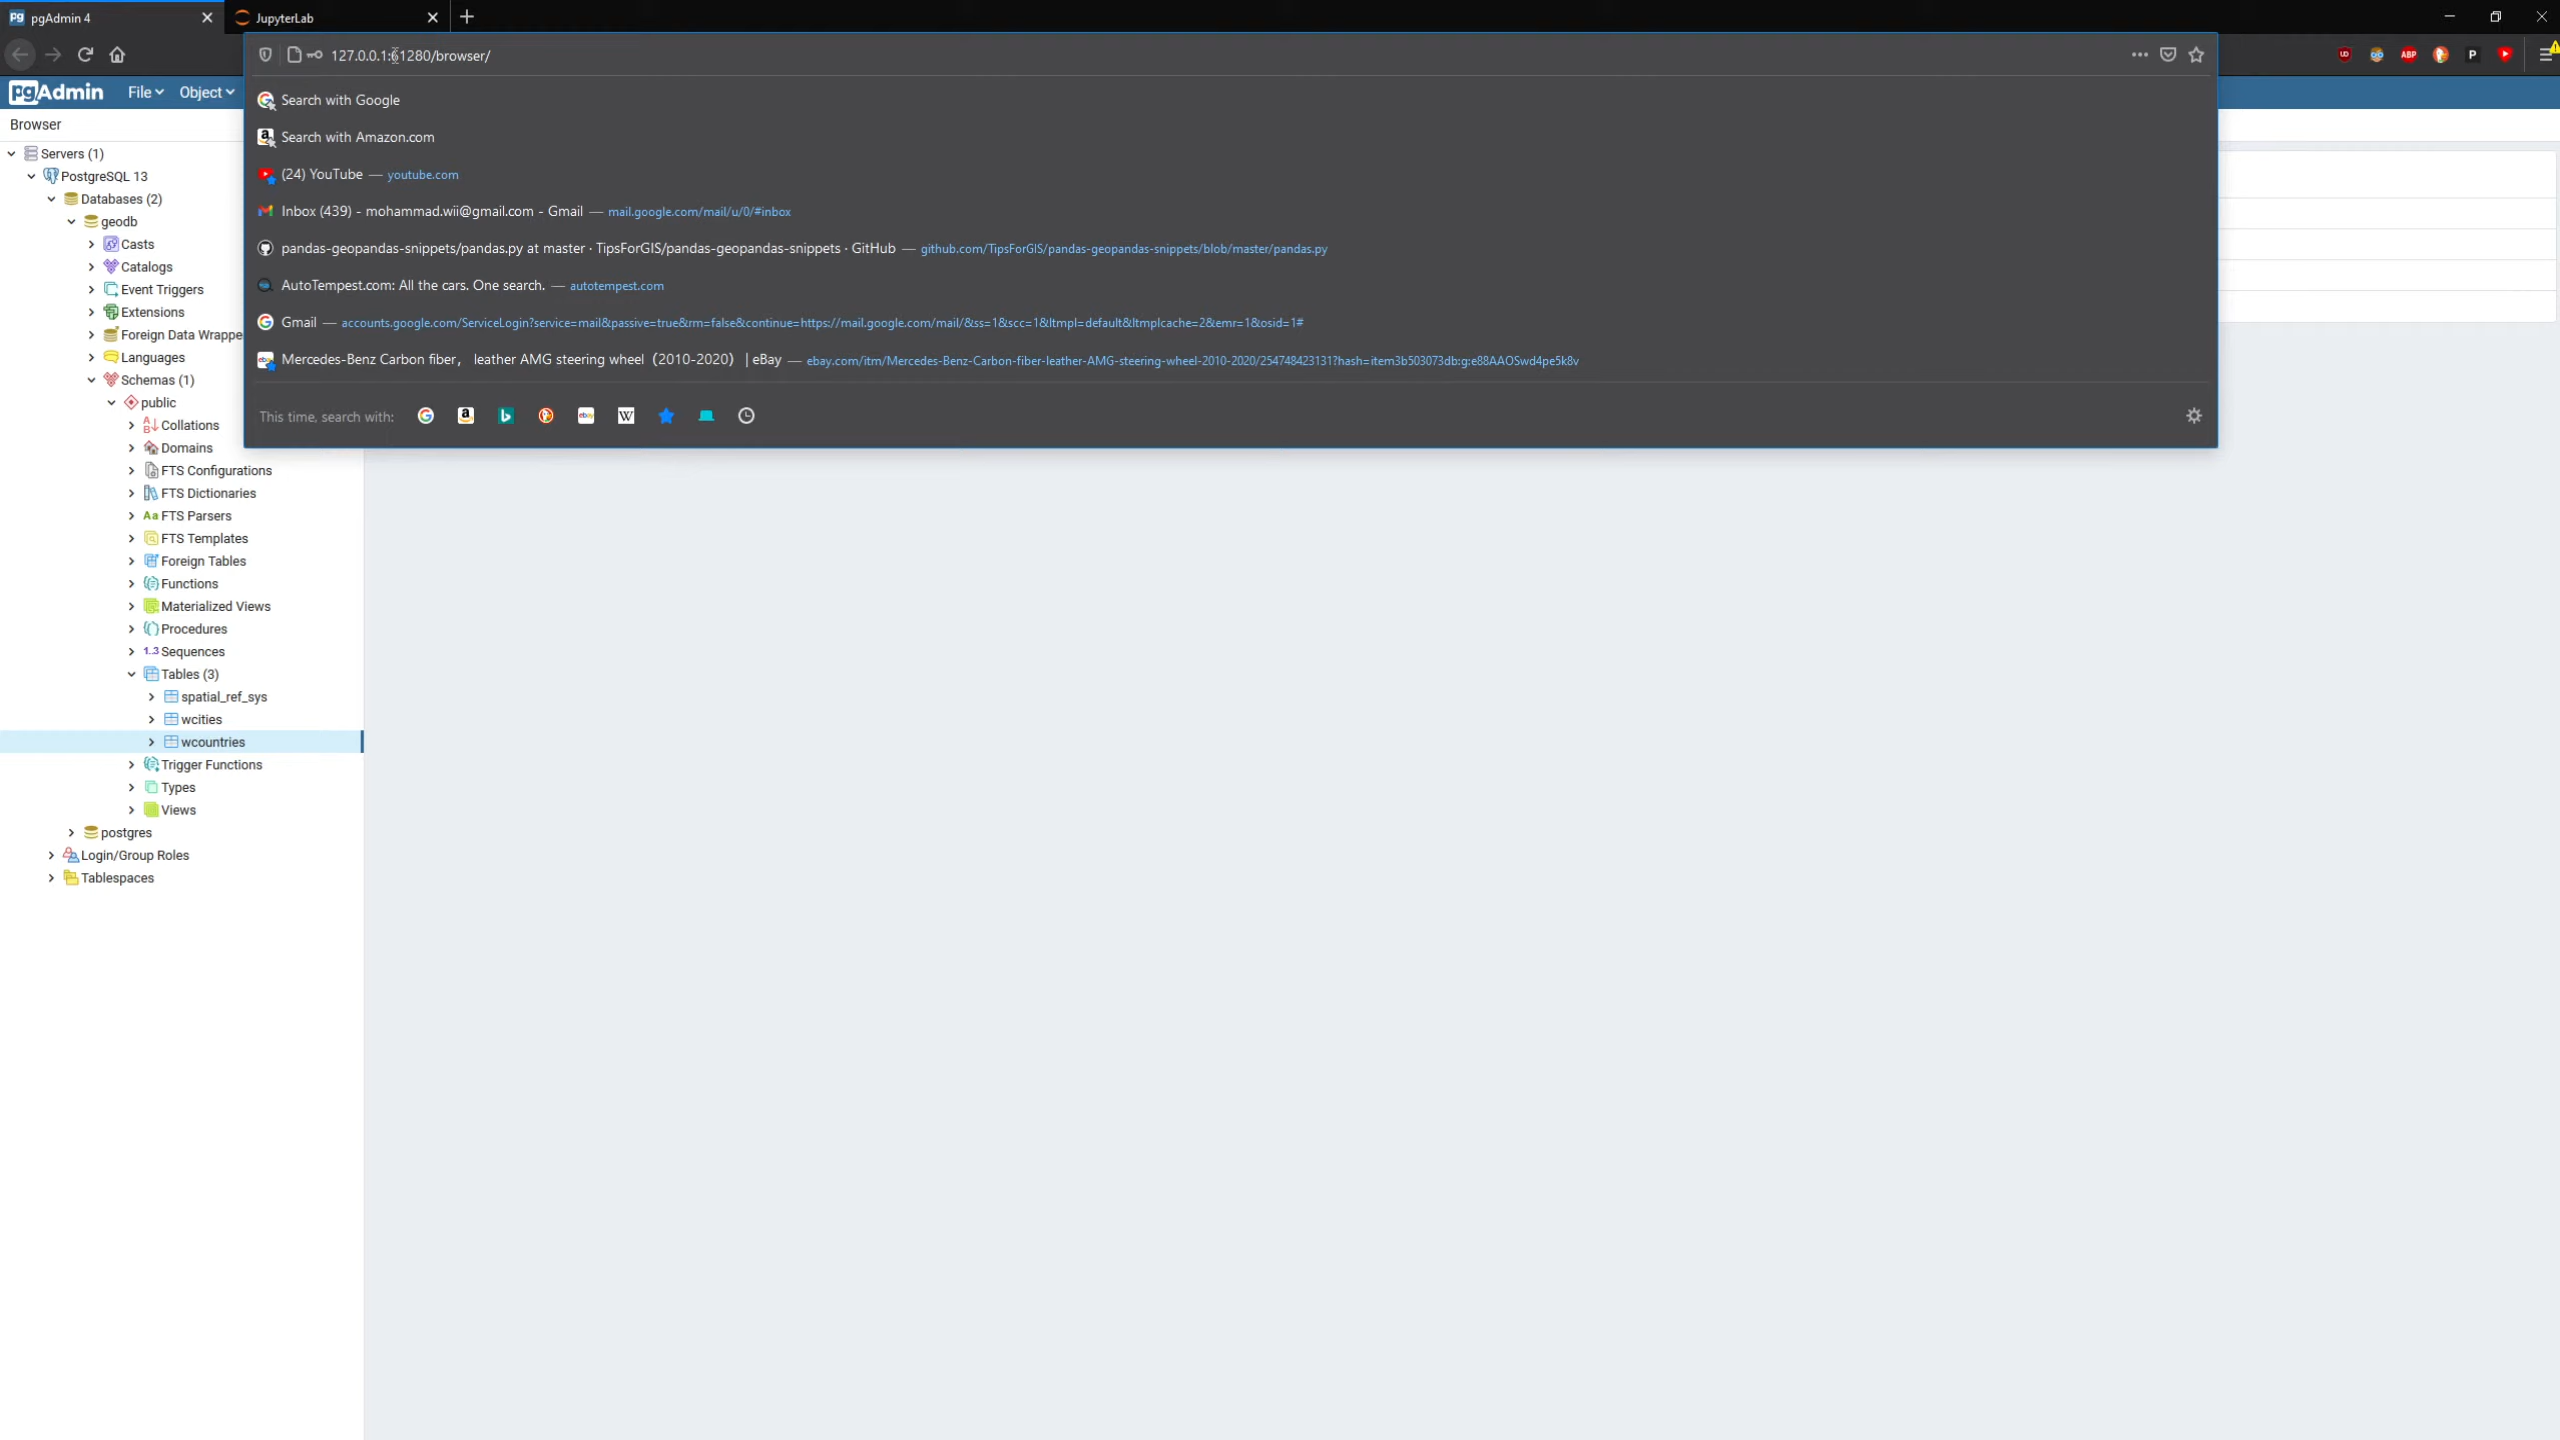 pgAdmin 4
JupyterLab
127.0.0.1:61280/browser/
pgAdmin
File
Object
Search with Google
Search with Amazon.com
(24) YouTube — youtube.com
Inbox (439) - mohammad.wii@gmail.com - Gmail — mail.google.com/mail/u/0/#inbox
pandas-geopandas-snippets/pandas.py at master · TipsForGIS/pandas-geopandas-snippets · GitHub — github.com/TipsForGIS/pandas-geopandas-snippets/blob/master/pandas.py
AutoTempest.com: All the cars. One search. — autotempest.com
Gmail — accounts.google.com/ServiceLogin?service=mail&passive=true&rm=false&continue=https://mail.google.com/mail/&ss=1&scc=1&ltmpl=default&ltmplcache=2&emr=1&osid=1#
Mercedes-Benz Carbon fiber， leather AMG steering wheel（2010-2020） | eBay — ebay.com/itm/Mercedes-Benz-Carbon-fiber-leather-AMG-steering-wheel-2010-2020/254748423131?hash=item3b503073db:g:e88AAOSwd4pe5k8v
This time, search with:
Browser
Servers (1)
PostgreSQL 13
Databases (2)
geodb
Casts
Catalogs
Event Triggers
Extensions
Foreign Data Wrappe
Languages
Schemas (1)
public
Collations
Domains
FTS Configurations
FTS Dictionaries
Aa FTS Parsers
FTS Templates
Foreign Tables
Functions
Materialized Views
Procedures
1..3 Sequences
Tables (3)
spatial_ref_sys
wcities
wcountries
Trigger Functions
Types
Views
postgres
Login/Group Roles
Tablespaces